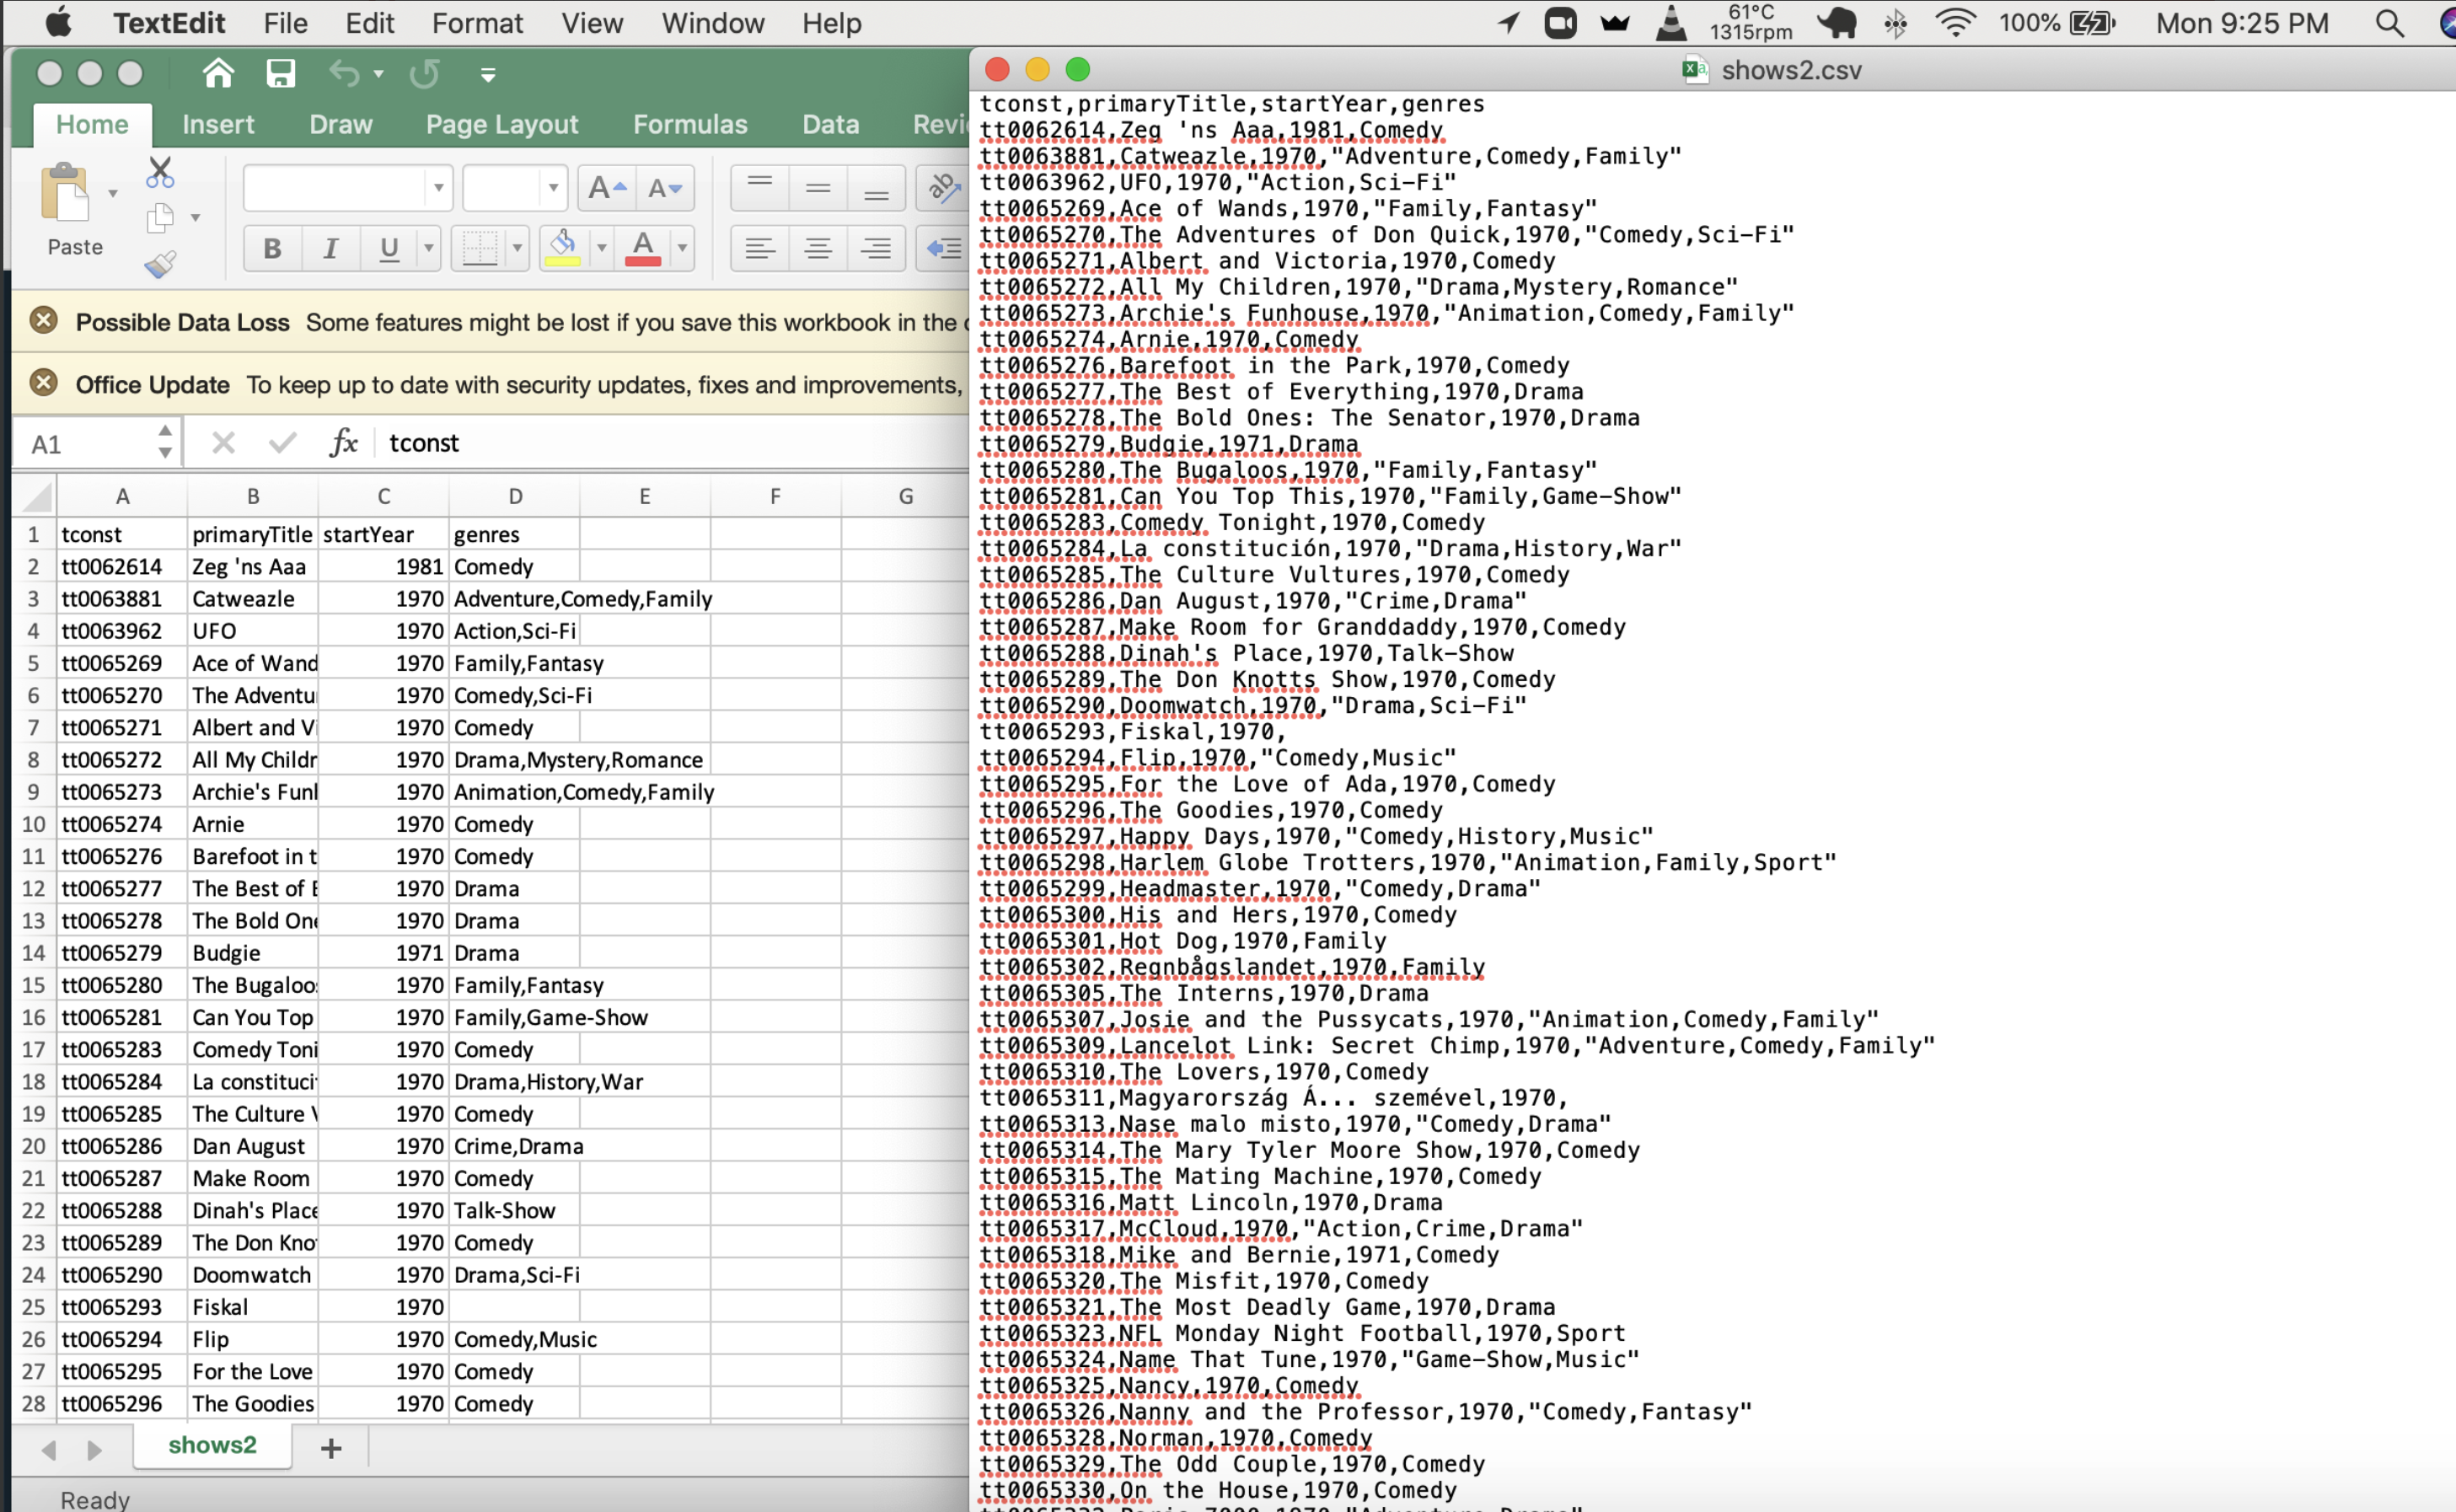 TextEdit File Edit Format View Window Help 61°C 1315rpm 100% Mon 9:25 PM
Home Insert Draw Page Layout Formulas Data
Paste
B I U A
Possible Data Loss Some features might be lost if you save this workbook in the
Office Update To keep up to date with security updates, fixes and improvements,
A1 fx tconst
A B C D E F G
1 tconst primaryTitle startYear genres
2 tt0062614 Zeg 'ns Aaa 1981 Comedy
3 tt0063881 Catweazle 1970 Adventure,Comedy,Family
4 tt0063962 UFO 1970 Action,Sci-Fi
5 tt0065269 Ace of Wand 1970 Family,Fantasy
6 tt0065270 The Adventu 1970 Comedy,Sci-Fi
7 tt0065271 Albert and Vi 1970 Comedy
8 tt0065272 All My Childr 1970 Drama,Mystery,Romance
9 tt0065273 Archie's Fun 1970 Animation,Comedy,Family
10 tt0065274 Arnie 1970 Comedy
11 tt0065276 Barefoot in t 1970 Comedy
12 tt0065277 The Best of E 1970 Drama
13 tt0065278 The Bold One 1970 Drama
14 tt0065279 Budgie 1971 Drama
15 tt0065280 The Bugaloos 1970 Family,Fantasy
16 tt0065281 Can You Top 1970 Family,Game-Show
17 tt0065283 Comedy Toni 1970 Comedy
18 tt0065284 La constituci 1970 Drama,History,War
19 tt0065285 The Culture V 1970 Comedy
20 tt0065286 Dan August 1970 Crime,Drama
21 tt0065287 Make Room 1970 Comedy
22 tt0065288 Dinah's Place 1970 Talk-Show
23 tt0065289 The Don Kno 1970 Comedy
24 tt0065290 Doomwatch 1970 Drama,Sci-Fi
25 tt0065293 Fiskal 1970
26 tt0065294 Flip 1970 Comedy,Music
27 tt0065295 For the Love 1970 Comedy
28 tt0065296 The Goodies 1970 Comedy
shows2 +
Ready
shows2.csv
tconst,primaryTitle,startYear,genres
tt0062614,Zeg 'ns Aaa,1981,Comedy
tt0063881,Catweazle,1970,"Adventure,Comedy,Family"
tt0063962,UFO,1970,"Action,Sci-Fi"
tt0065269,Ace of Wands,1970,"Family,Fantasy"
tt0065270,The Adventures of Don Quick,1970,"Comedy,Sci-Fi"
tt0065271,Albert and Victoria,1970,Comedy
tt0065272,All My Children,1970,"Drama,Mystery,Romance"
tt0065273,Archie's Funhouse,1970,"Animation,Comedy,Family"
tt0065274,Arnie,1970,Comedy
tt0065276,Barefoot in the Park,1970,Comedy
tt0065277,The Best of Everything,1970,Drama
tt0065278,The Bold Ones: The Senator,1970,Drama
tt0065279,Budgie,1971,Drama
tt0065280,The Bugaloos,1970,"Family,Fantasy"
tt0065281,Can You Top This,1970,"Family,Game-Show"
tt0065283,Comedy Tonight,1970,Comedy
tt0065284,La constitución,1970,"Drama,History,War"
tt0065285,The Culture Vultures,1970,Comedy
tt0065286,Dan August,1970,"Crime,Drama"
tt0065287,Make Room for Granddaddy,1970,Comedy
tt0065288,Dinah's Place,1970,Talk-Show
tt0065289,The Don Knotts Show,1970,Comedy
tt0065290,Doomwatch,1970,"Drama,Sci-Fi"
tt0065293,Fiskal,1970,
tt0065294,Flip,1970,"Comedy,Music"
tt0065295,For the Love of Ada,1970,Comedy
tt0065296,The Goodies,1970,Comedy
tt0065297,Happy Days,1970,"Comedy,History,Music"
tt0065298,Harlem Globe Trotters,1970,"Animation,Family,Sport"
tt0065299,Headmaster,1970,"Comedy,Drama"
tt0065300,His and Hers,1970,Comedy
tt0065301,Hot Dog,1970,Family
tt0065302,Regnbågslandet,1970,Family
tt0065305,The Interns,1970,Drama
tt0065307,Josie and the Pussycats,1970,"Animation,Comedy,Family"
tt0065309,Lancelot Link: Secret Chimp,1970,"Adventure,Comedy,Family"
tt0065310,The Lovers,1970,Comedy
tt0065311,Magyarország Á... szemével,1970,
tt0065313,Nase malo misto,1970,"Comedy,Drama"
tt0065314,The Mary Tyler Moore Show,1970,Comedy
tt0065315,The Mating Machine,1970,Comedy
tt0065316,Matt Lincoln,1970,Drama
tt0065317,McCloud,1970,"Action,Crime,Drama"
tt0065318,Mike and Bernie,1971,Comedy
tt0065320,The Misfit,1970,Comedy
tt0065321,The Most Deadly Game,1970,Drama
tt0065323,NFL Monday Night Football,1970,Sport
tt0065324,Name That Tune,1970,"Game-Show,Music"
tt0065325,Nancy,1970,Comedy
tt0065326,Nanny and the Professor,1970,"Comedy,Fantasy"
tt0065328,Norman,1970,Comedy
tt0065329,The Odd Couple,1970,Comedy
tt0065330,On the House,1970,Comedy